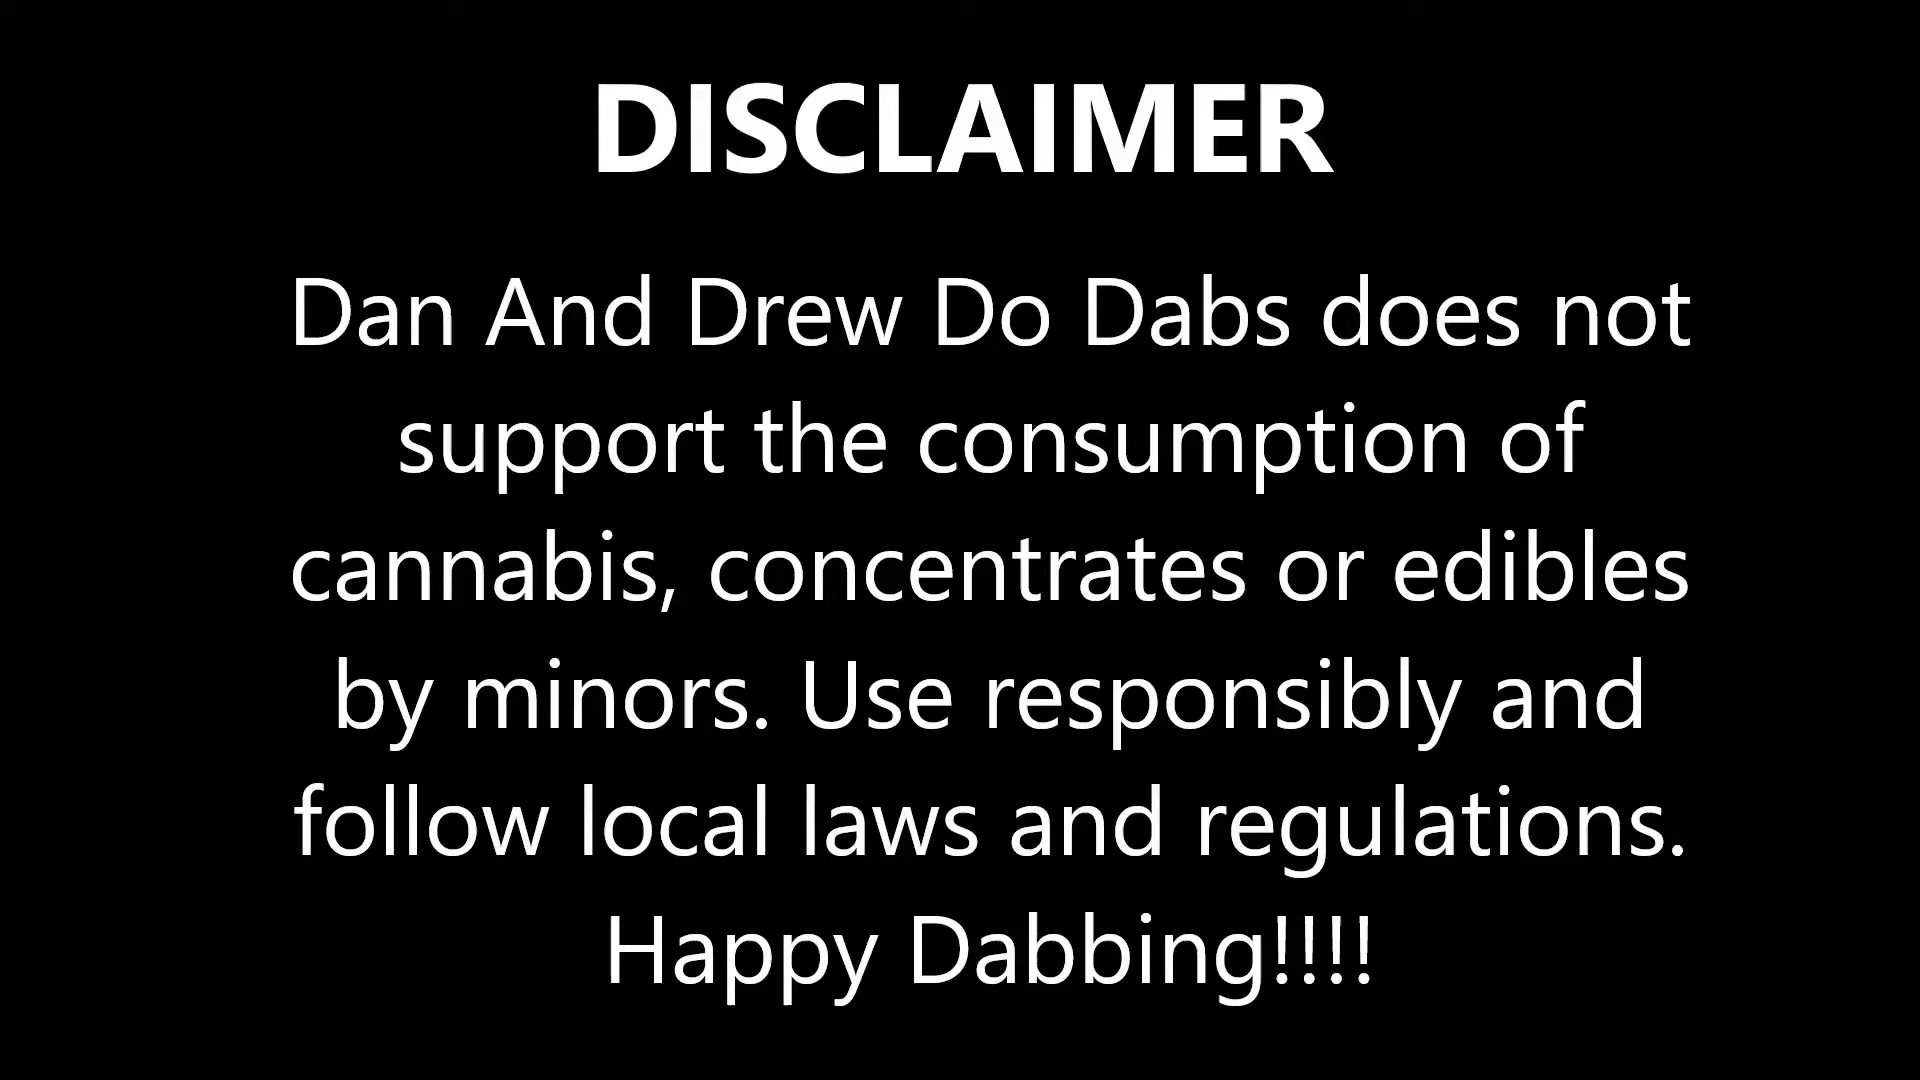 DISCLAIMER
Dan And Drew Do Dabs does not
support the consumption of
cannabis, concentrates or edibles
by minors. Use responsibly and
follow local laws and regulations.
Happy Dabbing!!!!